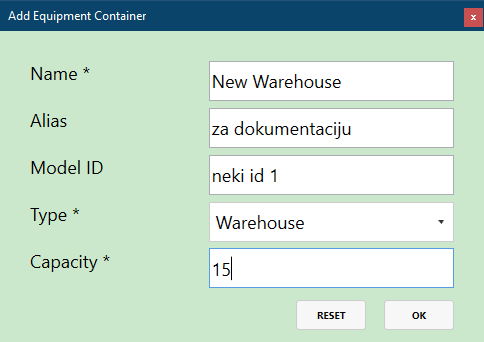 Add Equipment Container
x
Name *
New Warehouse
Alias
za dokumentaciju
Model ID
neki id 1
Type *
Warehouse
Capacity *
15
RESET
OK